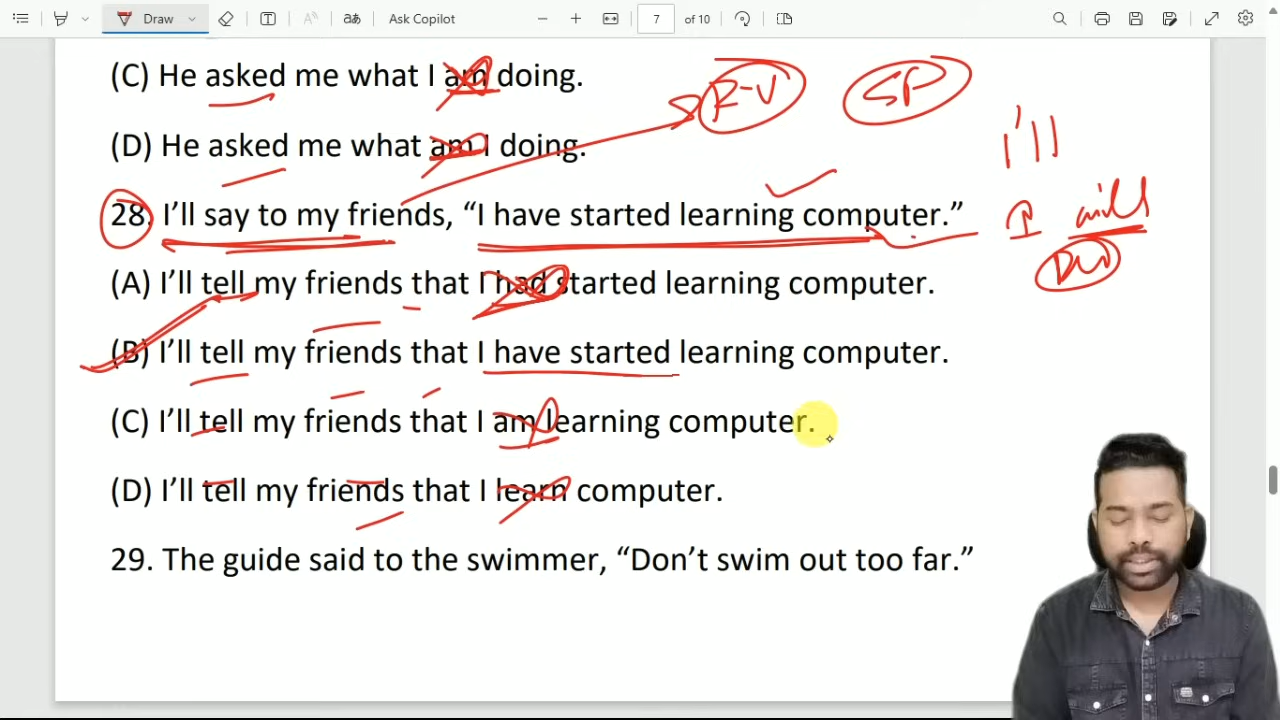 Draw
Ask Copilot
7
of 10
(C) He asked me what I am doing.
R-V
(D) He asked me what am I doing.
I'll
28. I’ll say to my friends, “I have started learning computer.”
I will
(A) I’ll tell my friends that I had started learning computer.
(B) I’ll tell my friends that I have started learning computer.
(C) I’ll tell my friends that I am learning computer.
(D) I’ll tell my friends that I learn computer.
29. The guide said to the swimmer, “Don’t swim out too far.”